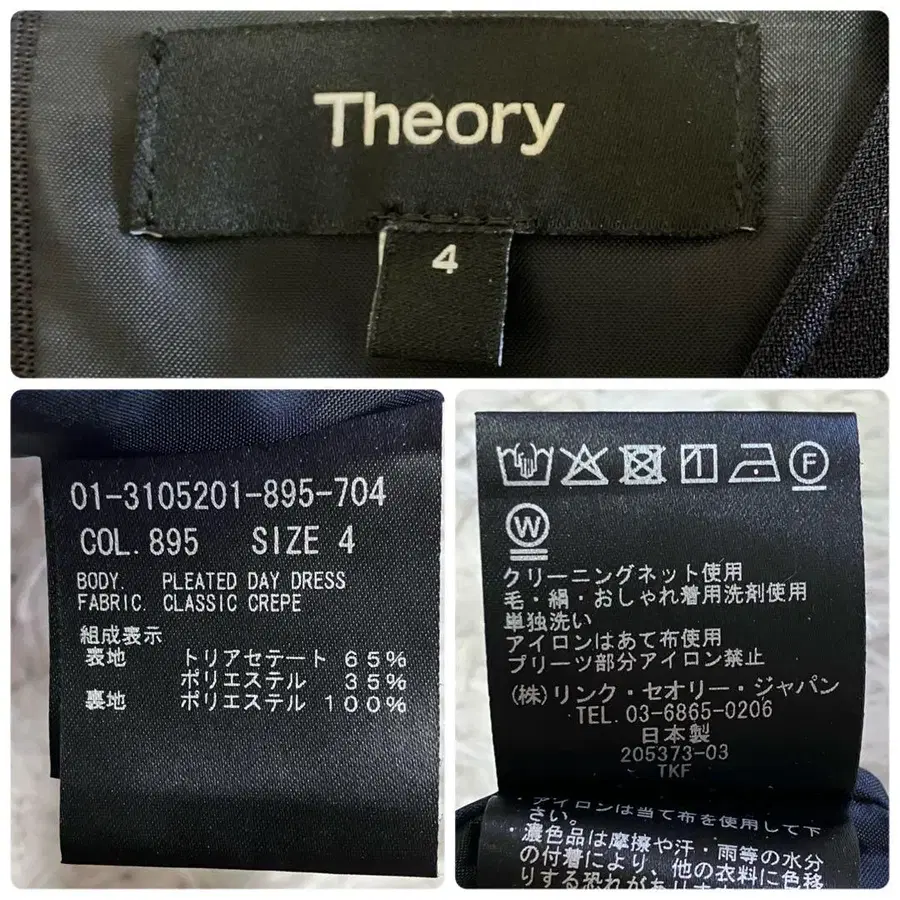 Theory
4
01-3105201-895-704
COL. 895 SIZE 4
BODY. PLEATED DAY DRESS
FABRIC. CLASSIC CREPE
組成表示
表地 トリアセテート 65%
ポリエステル 35%
裏地 ポリエステル 100%
F
W
クリーニングネット使用
毛・絹・おしゃれ着用洗剤使用
単独洗い
アイロンはあて布使用
プリーツ部分アイロン禁止
(株)リンク・セオリー・ジャパン
TEL. 03-6865-0206
日本製
205373-03
TKF
・アイロンは当て布を使用して下
さい。
・濃色品は摩擦や汗・雨等の水分
の付着により、他の衣料に色移
りする恐れがあります